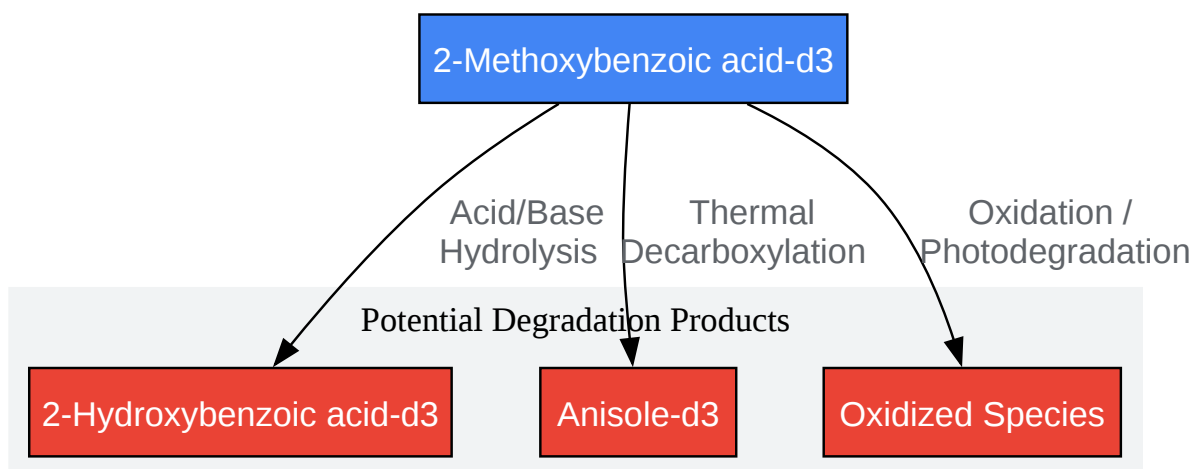 2-Methoxybenzoic acid-d3
Acid/Base
Hydrolysis
Thermal
Decarboxylation
Oxidation /
Photodegradation
Potential Degradation Products
2-Hydroxybenzoic acid-d3
Anisole-d3
Oxidized Species